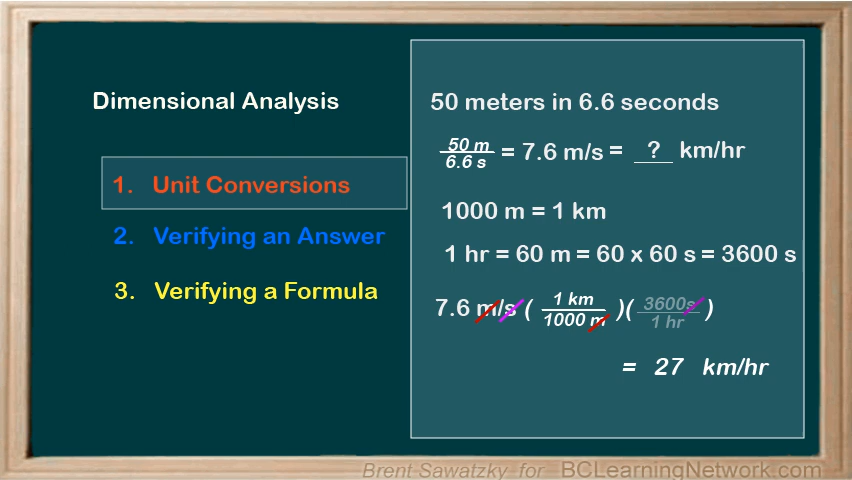 Dimensional Analysis
1. Unit Conversions
2. Verifying an Answer
3. Verifying a Formula
50 meters in 6.6 seconds
50 m / 6.6 s = 7.6 m/s = ? km/hr
1000 m = 1 km
1 hr = 60 m = 60 x 60 s = 3600 s
7.6 m/s ( 1 km / 1000 m )( 3600s / 1 hr )
= 27 km/hr
Brent Sawatzky for BCLearningNetwork.com